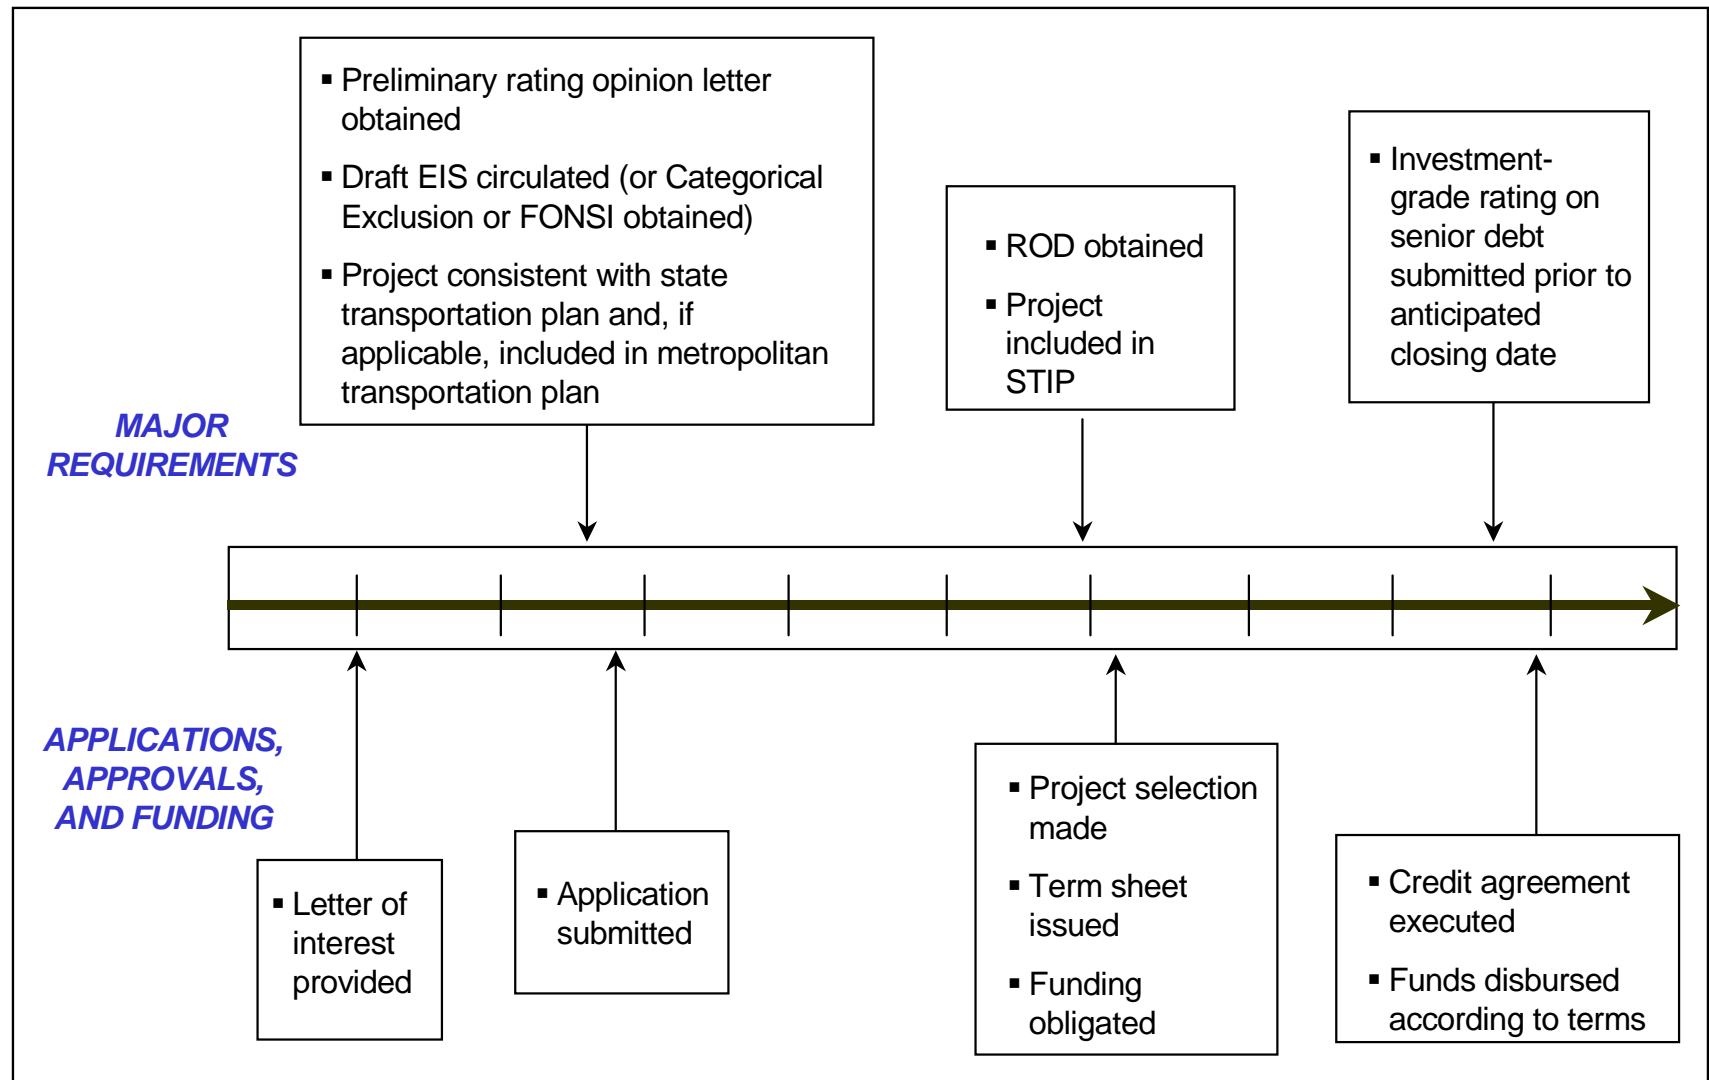 ▪ Preliminary rating opinion letter
obtained
▪ Draft EIS circulated (or Categorical
Exclusion or FONSI obtained)
▪ Project consistent with state
transportation plan and, if
applicable, included in metropolitan
transportation plan
▪ ROD obtained
▪ Project
included in
STIP
▪ Investment-
grade rating on
senior debt
submitted prior to
anticipated
closing date
MAJOR
REQUIREMENTS
APPLICATIONS,
APPROVALS,
AND FUNDING
▪ Letter of
interest
provided
▪ Application
submitted
▪ Project selection
made
▪ Term sheet
issued
▪ Funding
obligated
▪ Credit agreement
executed
▪ Funds disbursed
according to terms